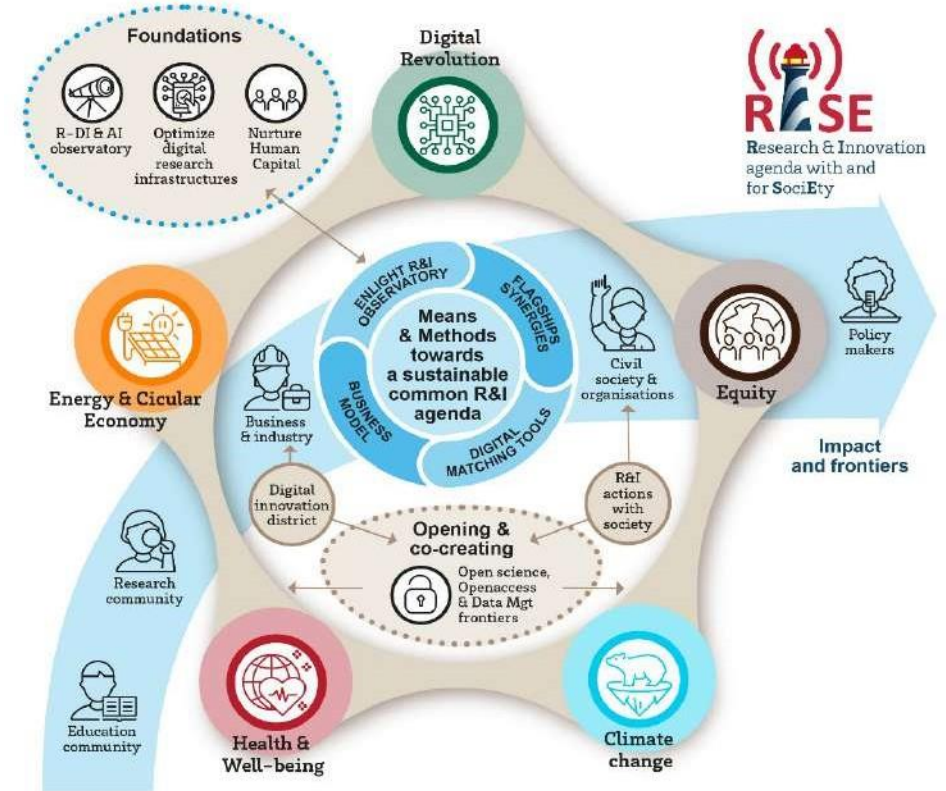 Foundations
R-DI & AI
observatory
Optimize
digital
research
infrastructures
Nurture
Human
Capital
Digital
Revolution
RISE
Research & Innovation
agenda with and
for SociEty
ENLIGHT R&I
OBSERVATORY
FLAGSHIPS
SYNERGIES
Means
& Methods
towards
a sustainable
common R&I
agenda
BUSINESS
MODEL
DIGITAL
MATCHING TOOLS
Energy & Cicular
Economy
Business
& industry
Civil
society &
organisations
Equity
Policy
makers
Impact
and frontiers
Digital
innovation
district
R&I
actions
with
society
Opening &
co-creating
Open science,
Openaccess
& Data Mgt
frontiers
Research
community
Education
community
Health &
Well-being
Climate
change